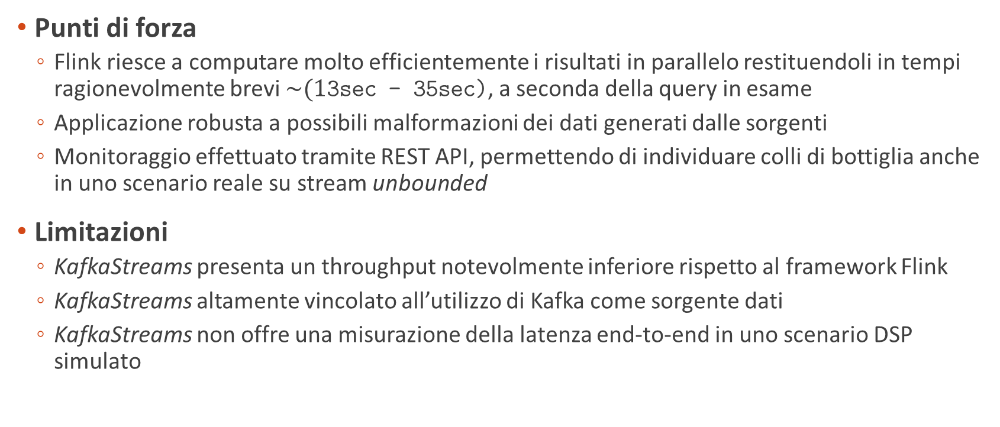 • Punti di forza
◦ Flink riesce a computare molto efficientemente i risultati in parallelo restituendoli in tempi
ragionevolmente brevi ~(13sec - 35sec), a seconda della query in esame
◦ Applicazione robusta a possibili malformazioni dei dati generati dalle sorgenti
◦ Monitoraggio effettuato tramite REST API, permettendo di individuare colli di bottiglia anche
in uno scenario reale su stream unbounded
• Limitazioni
◦ KafkaStreams presenta un throughput notevolmente inferiore rispetto al framework Flink
◦ KafkaStreams altamente vincolato all’utilizzo di Kafka come sorgente dati
◦ KafkaStreams non offre una misurazione della latenza end-to-end in uno scenario DSP
simulato